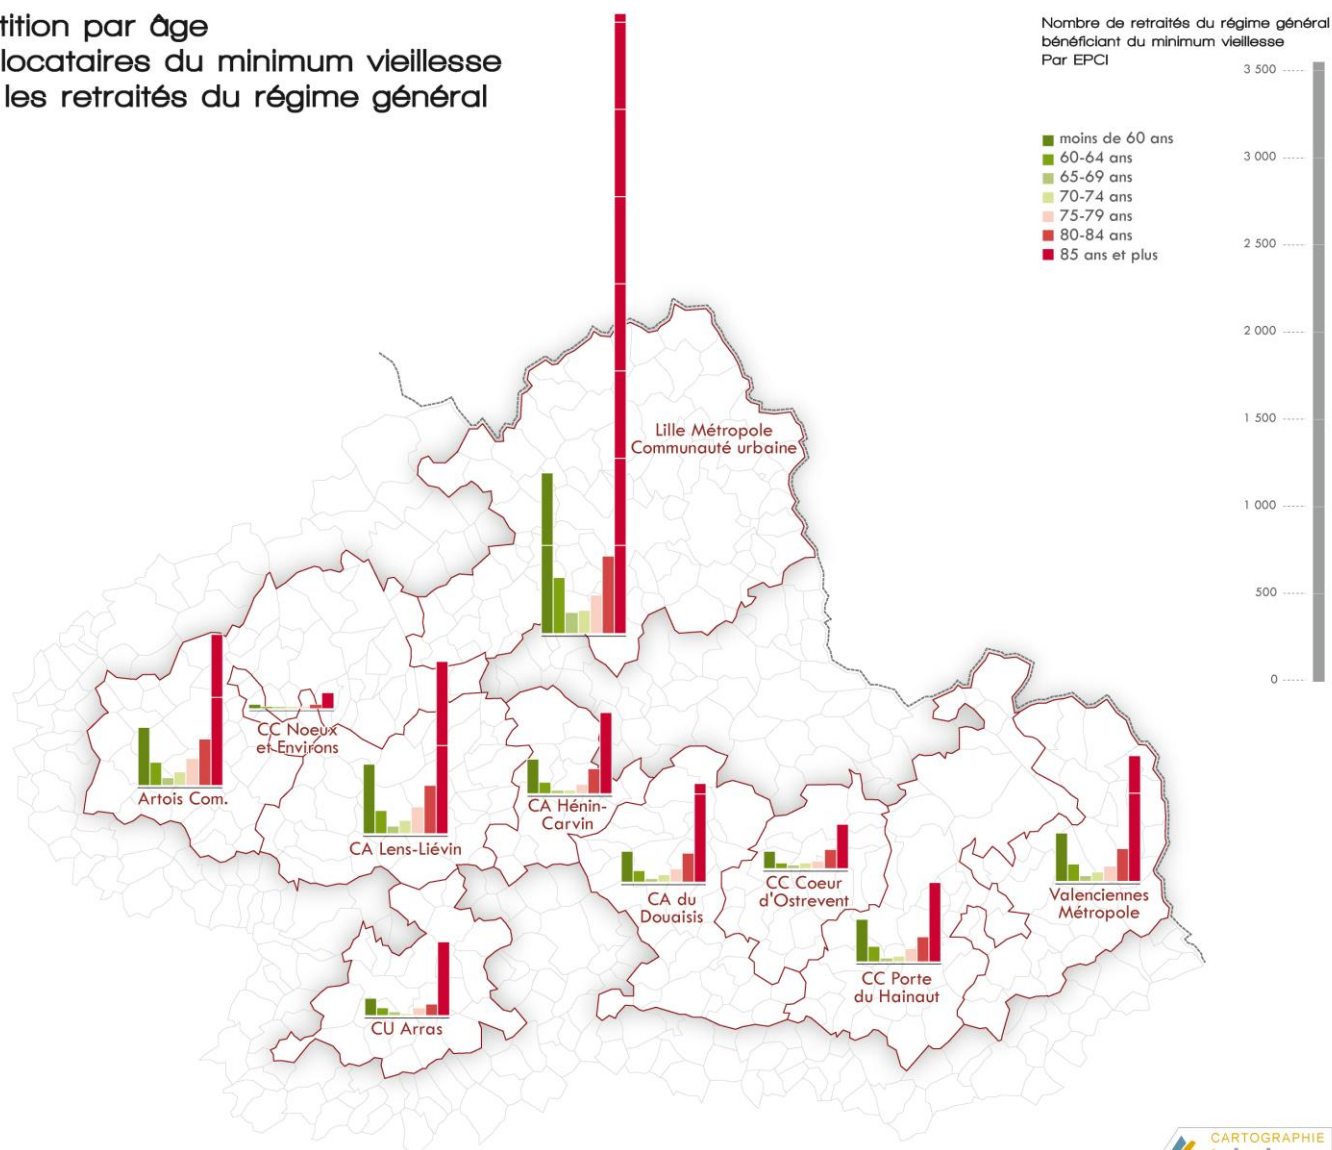 tition par âge
locataires du minimum vieillesse
les retraités du régime général
Nombre de retraités du régime général
bénéficiant du minimum vieillesse
Par EPCI
3 500
moins de 60 ans
60-64 ans
65-69 ans
70-74 ans
75-79 ans
80-84 ans
85 ans et plus
3 000
2 500
2 000
1 500
1 000
500
0
Lille Métropole
Communauté urbaine
CC Noeux
et Environs
Artois Com.
CA Lens-Liévin
CA Hénin-
Carvin
CA du
Douaisis
CC Coeur
d'Ostrevent
Valenciennes
Métropole
CC Porte
du Hainaut
CU Arras
CARTOGRAPHIE